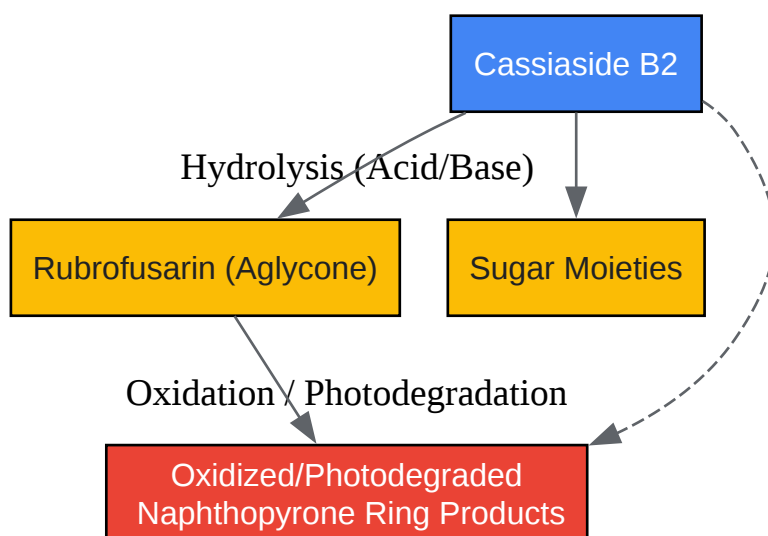 Cassiaside B2
Hydrolysis (Acid/Base)
Rubrofusarin (Aglycone)
Sugar Moieties
Oxidation / Photodegradation
Oxidized/Photodegraded
Naphthopyrone Ring Products